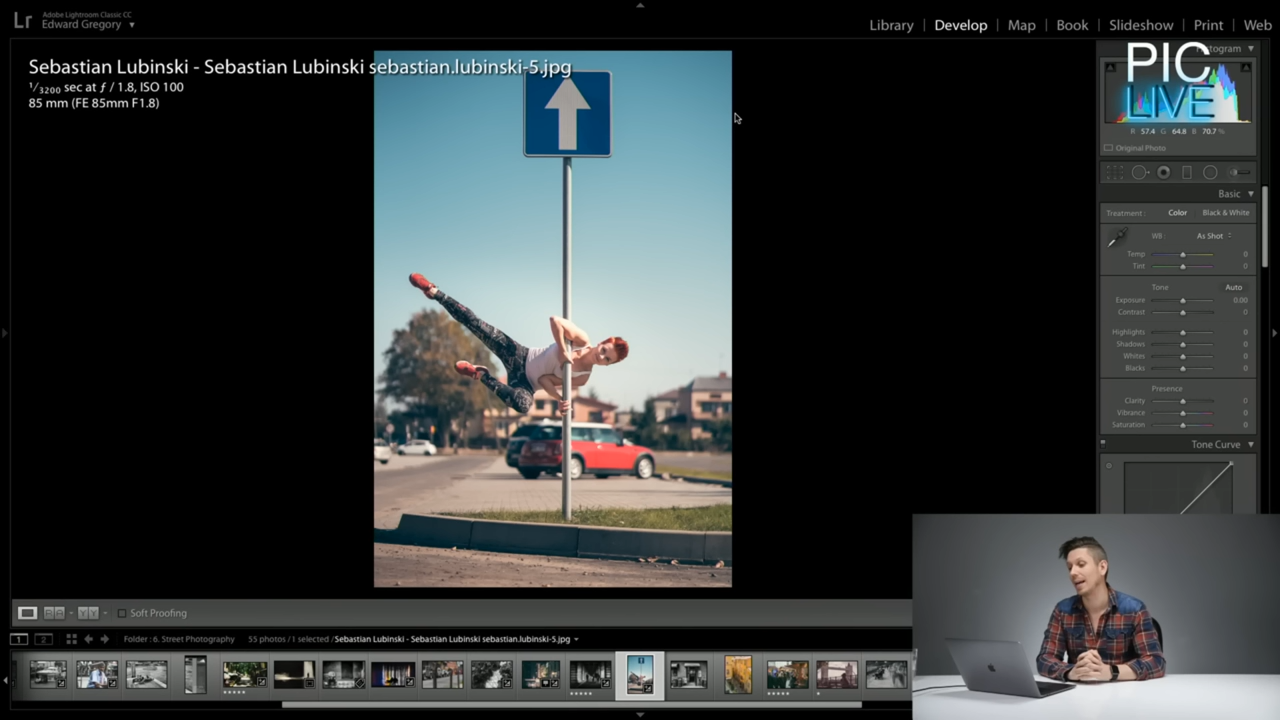 Lr
Adobe Lightroom Classic CC
Edward Gregory
Library | Develop | Map | Book | Slideshow | Print | Web
Sebastian Lubinski - Sebastian Lubinski sebastian.lubinski-5.jpg
1/3200 sec at ƒ / 1.8, ISO 100
85 mm (FE 85mm F1.8)
Histogram
PIC
LIVE
R 57.4 G 64.8 B 70.7 %
Original Photo
Basic
Treatment : Color Black & White
WB : As Shot
Temp 0
Tint 0
Tone Auto
Exposure 0.00
Contrast 0
Highlights 0
Shadows 0
Whites 0
Blacks 0
Presence
Clarity 0
Vibrance 0
Saturation 0
Tone Curve
Soft Proofing
1 2 Folder : 6. Street Photography 55 photos / 1 selected / Sebastian Lubinski - Sebastian Lubinski sebastian.lubinski-5.jpg